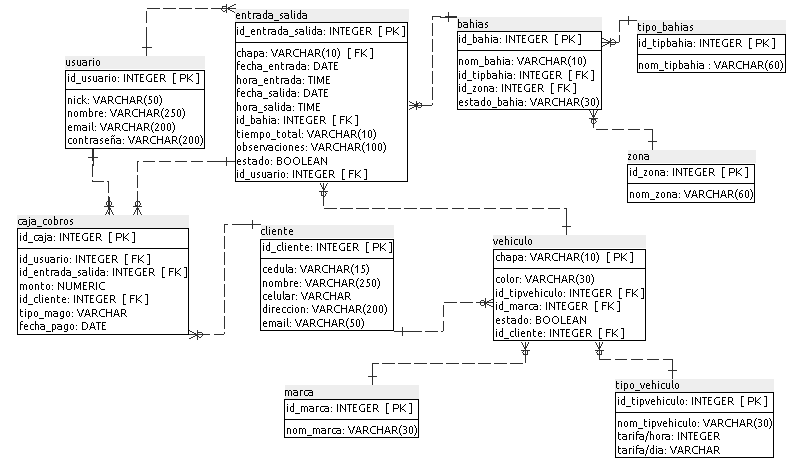 entrada_salida
id_entrada_salida: INTEGER [ PK ]
chapa: VARCHAR(10) [ FK ]
fecha_entrada: DATE
hora_entrada: TIME
fecha_salida: DATE
hora_salida: TIME
id_bahia: INTEGER [ FK ]
tiempo_total: VARCHAR(10)
observaciones: VARCHAR(100)
estado: BOOLEAN
id_usuario: INTEGER [ FK ]
bahias
id_bahia: INTEGER [ PK ]
nom_bahia: VARCHAR(10)
id_tipbahia: INTEGER [ FK ]
id_zona: INTEGER [ FK ]
estado_bahia: VARCHAR(30)
tipo_bahias
id_tipbahia: INTEGER [ PK ]
nom_tipbahia : VARCHAR(60)
usuario
id_usuario: INTEGER [ PK ]
nick: VARCHAR(50)
nombre: VARCHAR(250)
email: VARCHAR(200)
contraseña: VARCHAR(200)
zona
id_zona: INTEGER [ PK ]
nom_zona: VARCHAR(60)
caja_cobros
id_caja: INTEGER [ PK ]
id_usuario: INTEGER [ FK ]
id_entrada_salida: INTEGER [ FK ]
monto: NUMERIC
id_cliente: INTEGER [ FK ]
tipo_mago: VARCHAR
fecha_pago: DATE
cliente
id_cliente: INTEGER [ PK ]
cedula: VARCHAR(15)
nombre: VARCHAR(250)
celular: VARCHAR
direccion: VARCHAR(200)
email: VARCHAR(50)
vehiculo
chapa: VARCHAR(10) [ PK ]
color: VARCHAR(30)
id_tipvehiculo: INTEGER [ FK ]
id_marca: INTEGER [ FK ]
estado: BOOLEAN
id_cliente: INTEGER [ FK ]
marca
id_marca: INTEGER [ PK ]
nom_marca: VARCHAR(30)
tipo_vehiculo
id_tipvehiculo: INTEGER [ PK ]
nom_tipvehiculo: VARCHAR(30)
tarifa/hora: INTEGER
tarifa/dia: VARCHAR